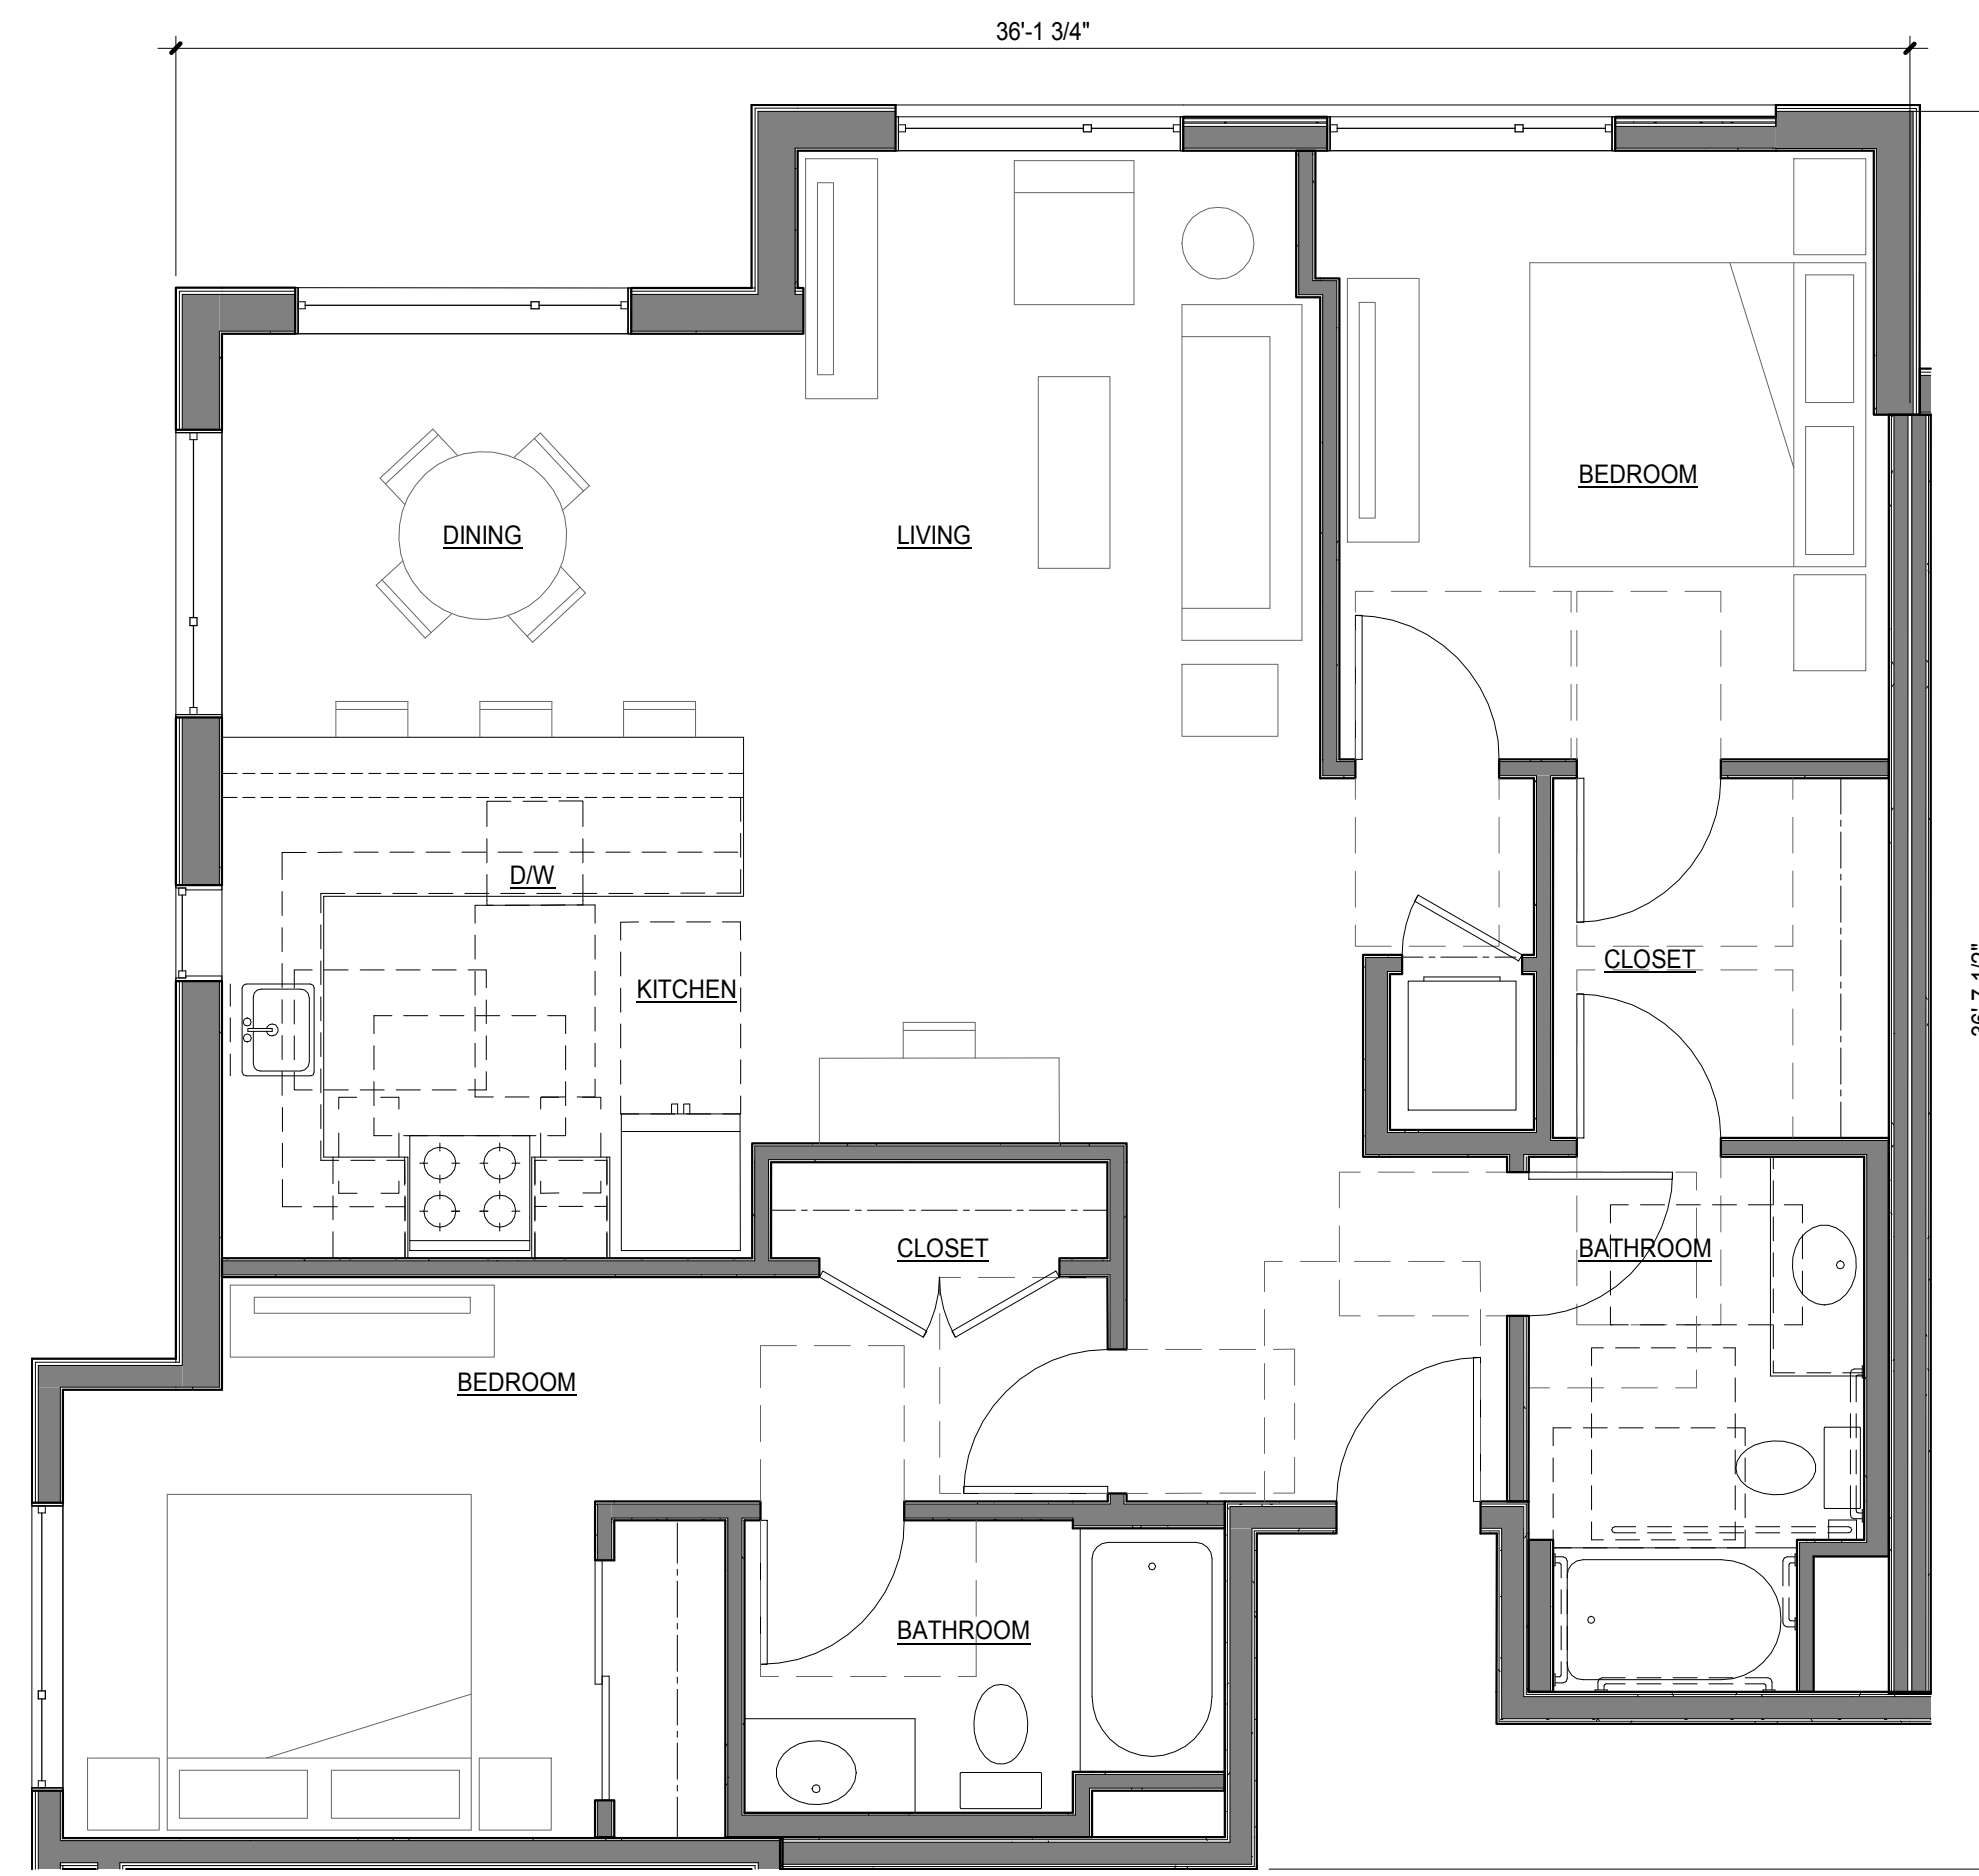 36'-1 3/4"
BEDROOM
DINING
LIVING
D/W
CLOSET
KITCHEN
CLOSET
BATHROOM
BEDROOM
BATHROOM